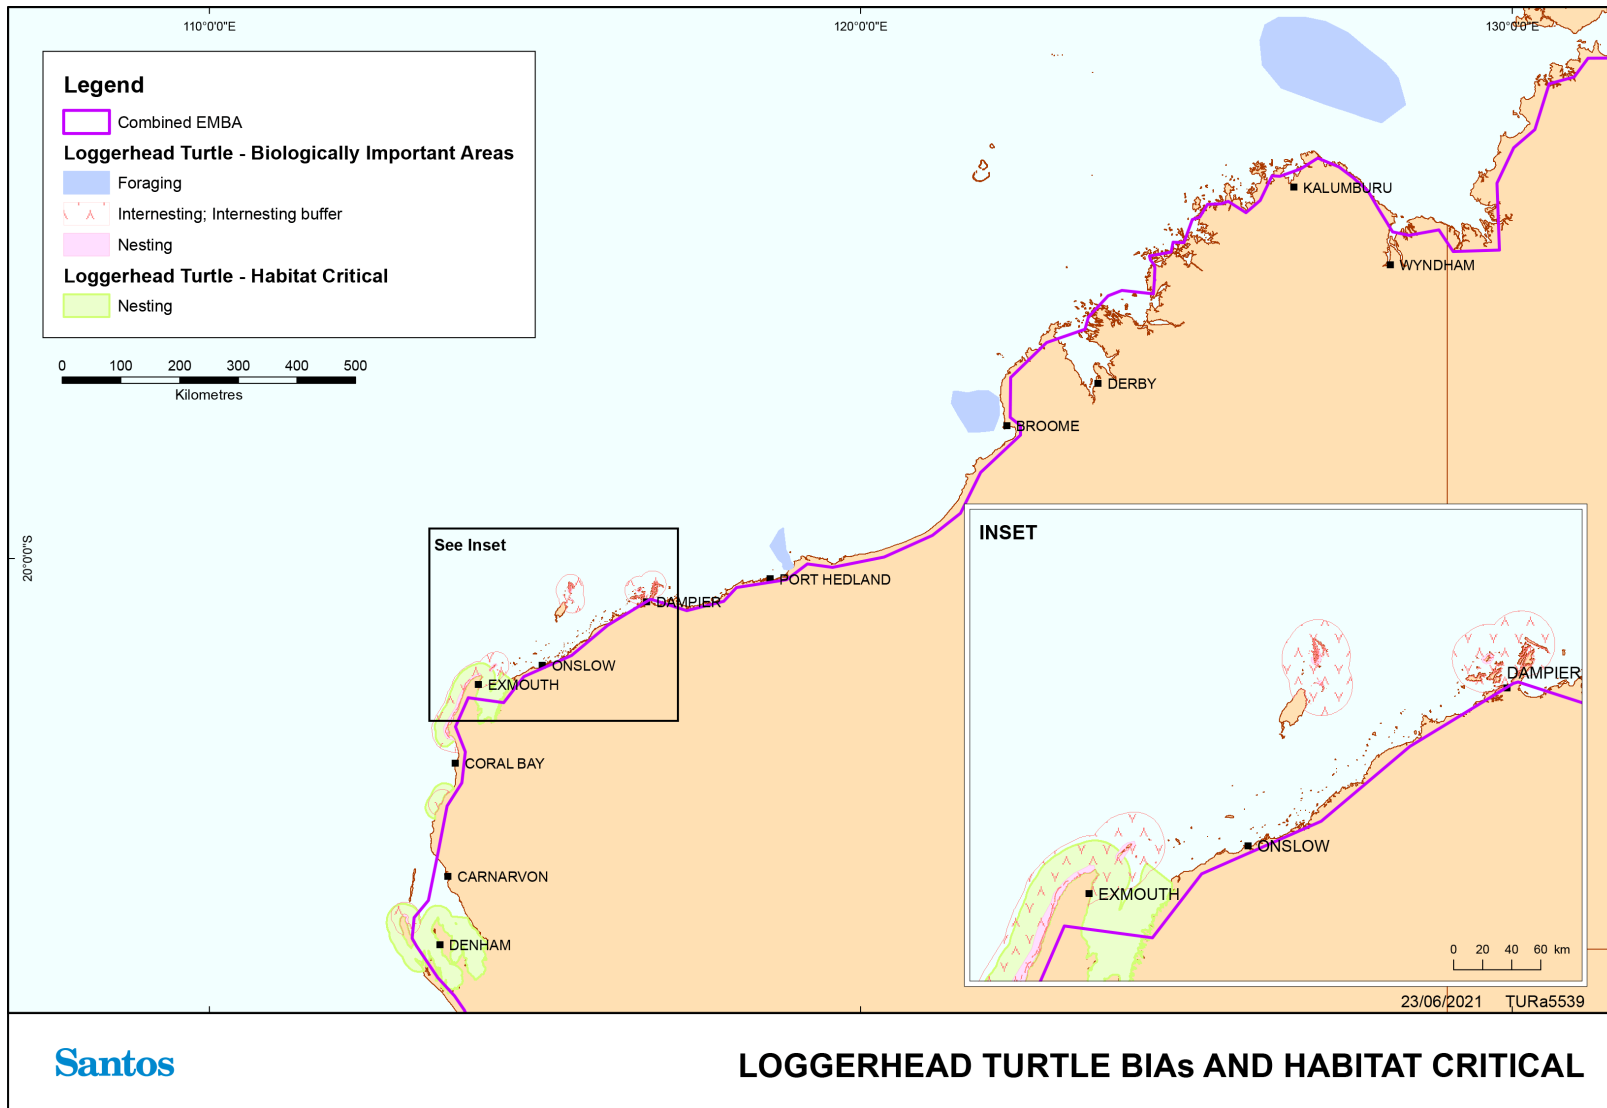 110°0'0"E
120°0'0"E
130°0'0"E
Legend
Combined EMBA
Loggerhead Turtle - Biologically Important Areas
Foraging
Internesting; Internesting buffer
Nesting
Loggerhead Turtle - Habitat Critical
Nesting
0 100 200 300 400 500
Kilometres
KALUMBURU
WYNDHAM
DERBY
BROOME
20°0'0"S
See Inset
PORT HEDLAND
DAMPIER
ONSLOW
EXMOUTH
CORAL BAY
CARNARVON
DENHAM
INSET
DAMPIER
ONSLOW
EXMOUTH
0 20 40 60 km
23/06/2021 TURa5539
Santos
LOGGERHEAD TURTLE BIAs AND HABITAT CRITICAL